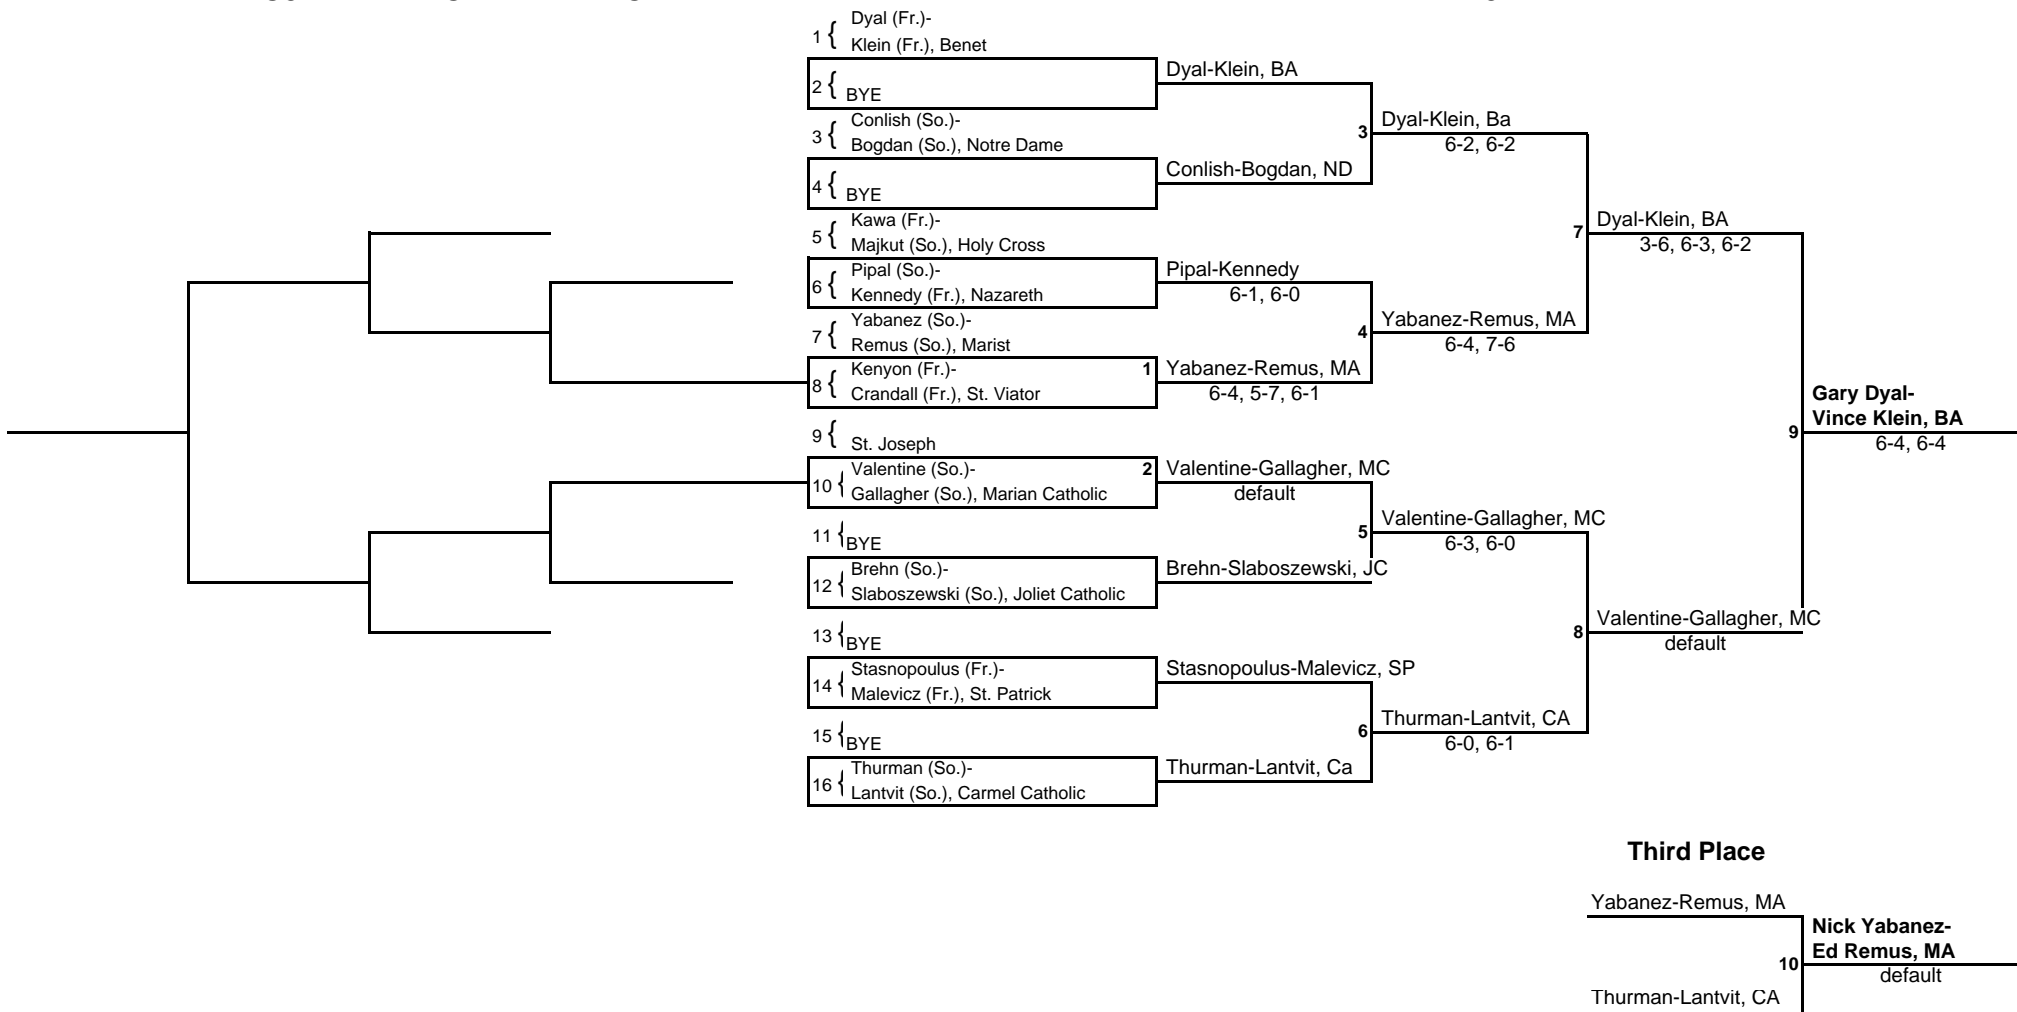 1 { Dyal (Fr.)-
Klein (Fr.), Benet
2 { BYE
3 { Conlish (So.)-
Bogdan (So.), Notre Dame
4 { BYE
5 { Kawa (Fr.)-
Majkut (So.), Holy Cross
6 { Pipal (So.)-
Kennedy (Fr.), Nazareth
7 { Yabanez (So.)-
Remus (So.), Marist
8 { Kenyon (Fr.)-
Crandall (Fr.), St. Viator
1
9 { St. Joseph
10 { Valentine (So.)-
Gallagher (So.), Marian Catholic
2
11 { BYE
12 { Brehn (So.)-
Slaboszewski (So.), Joliet Catholic
13 { BYE
14 { Stasnopoulus (Fr.)-
Malevicz (Fr.), St. Patrick
15 { BYE
16 { Thurman (So.)-
Lantvit (So.), Carmel Catholic
Dyal-Klein, BA
Conlish-Bogdan, ND
Pipal-Kennedy
6-1, 6-0
Yabanez-Remus, MA
6-4, 5-7, 6-1
Valentine-Gallagher, MC
default
Brehn-Slaboszewski, JC
Stasnopoulus-Malevicz, SP
Thurman-Lantvit, Ca
3
Dyal-Klein, Ba
6-2, 6-2
4
Yabanez-Remus, MA
6-4, 7-6
5
Valentine-Gallagher, MC
6-3, 6-0
6
Thurman-Lantvit, CA
6-0, 6-1
7
Dyal-Klein, BA
3-6, 6-3, 6-2
8
Valentine-Gallagher, MC
default
9
Gary Dyal-
Vince Klein, BA
6-4, 6-4
Third Place
Yabanez-Remus, MA
Thurman-Lantvit, CA
10
Nick Yabanez-
Ed Remus, MA
default